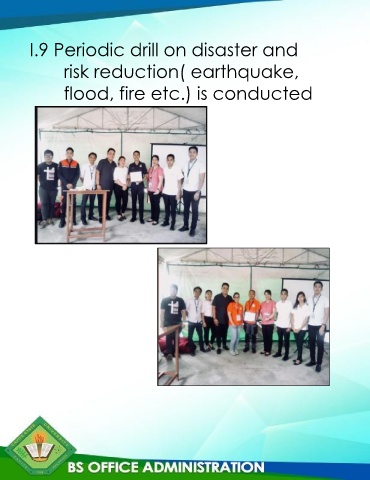 I.9 Periodic drill on disaster and
risk reduction( earthquake,
flood, fire etc.) is conducted
BS OFFICE ADMINISTRATION